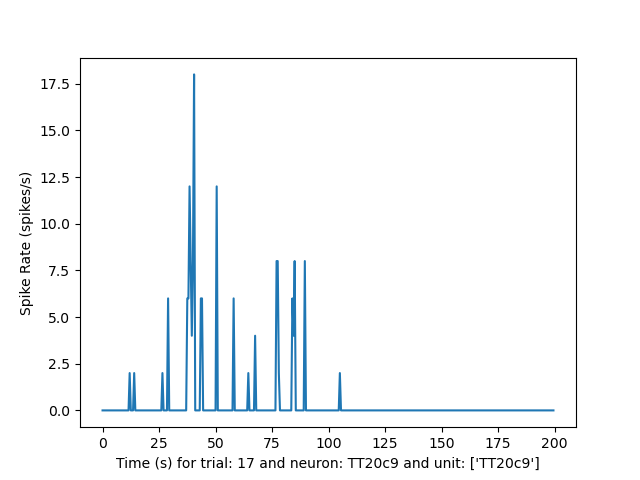 17.5
15.0
12.5
10.0
7.5
5.0
2.5
0.0
Spike Rate (spikes/s)
0 25 50 75 100 125 150 175 200
Time (s) for trial: 17 and neuron: TT20c9 and unit: ['TT20c9']